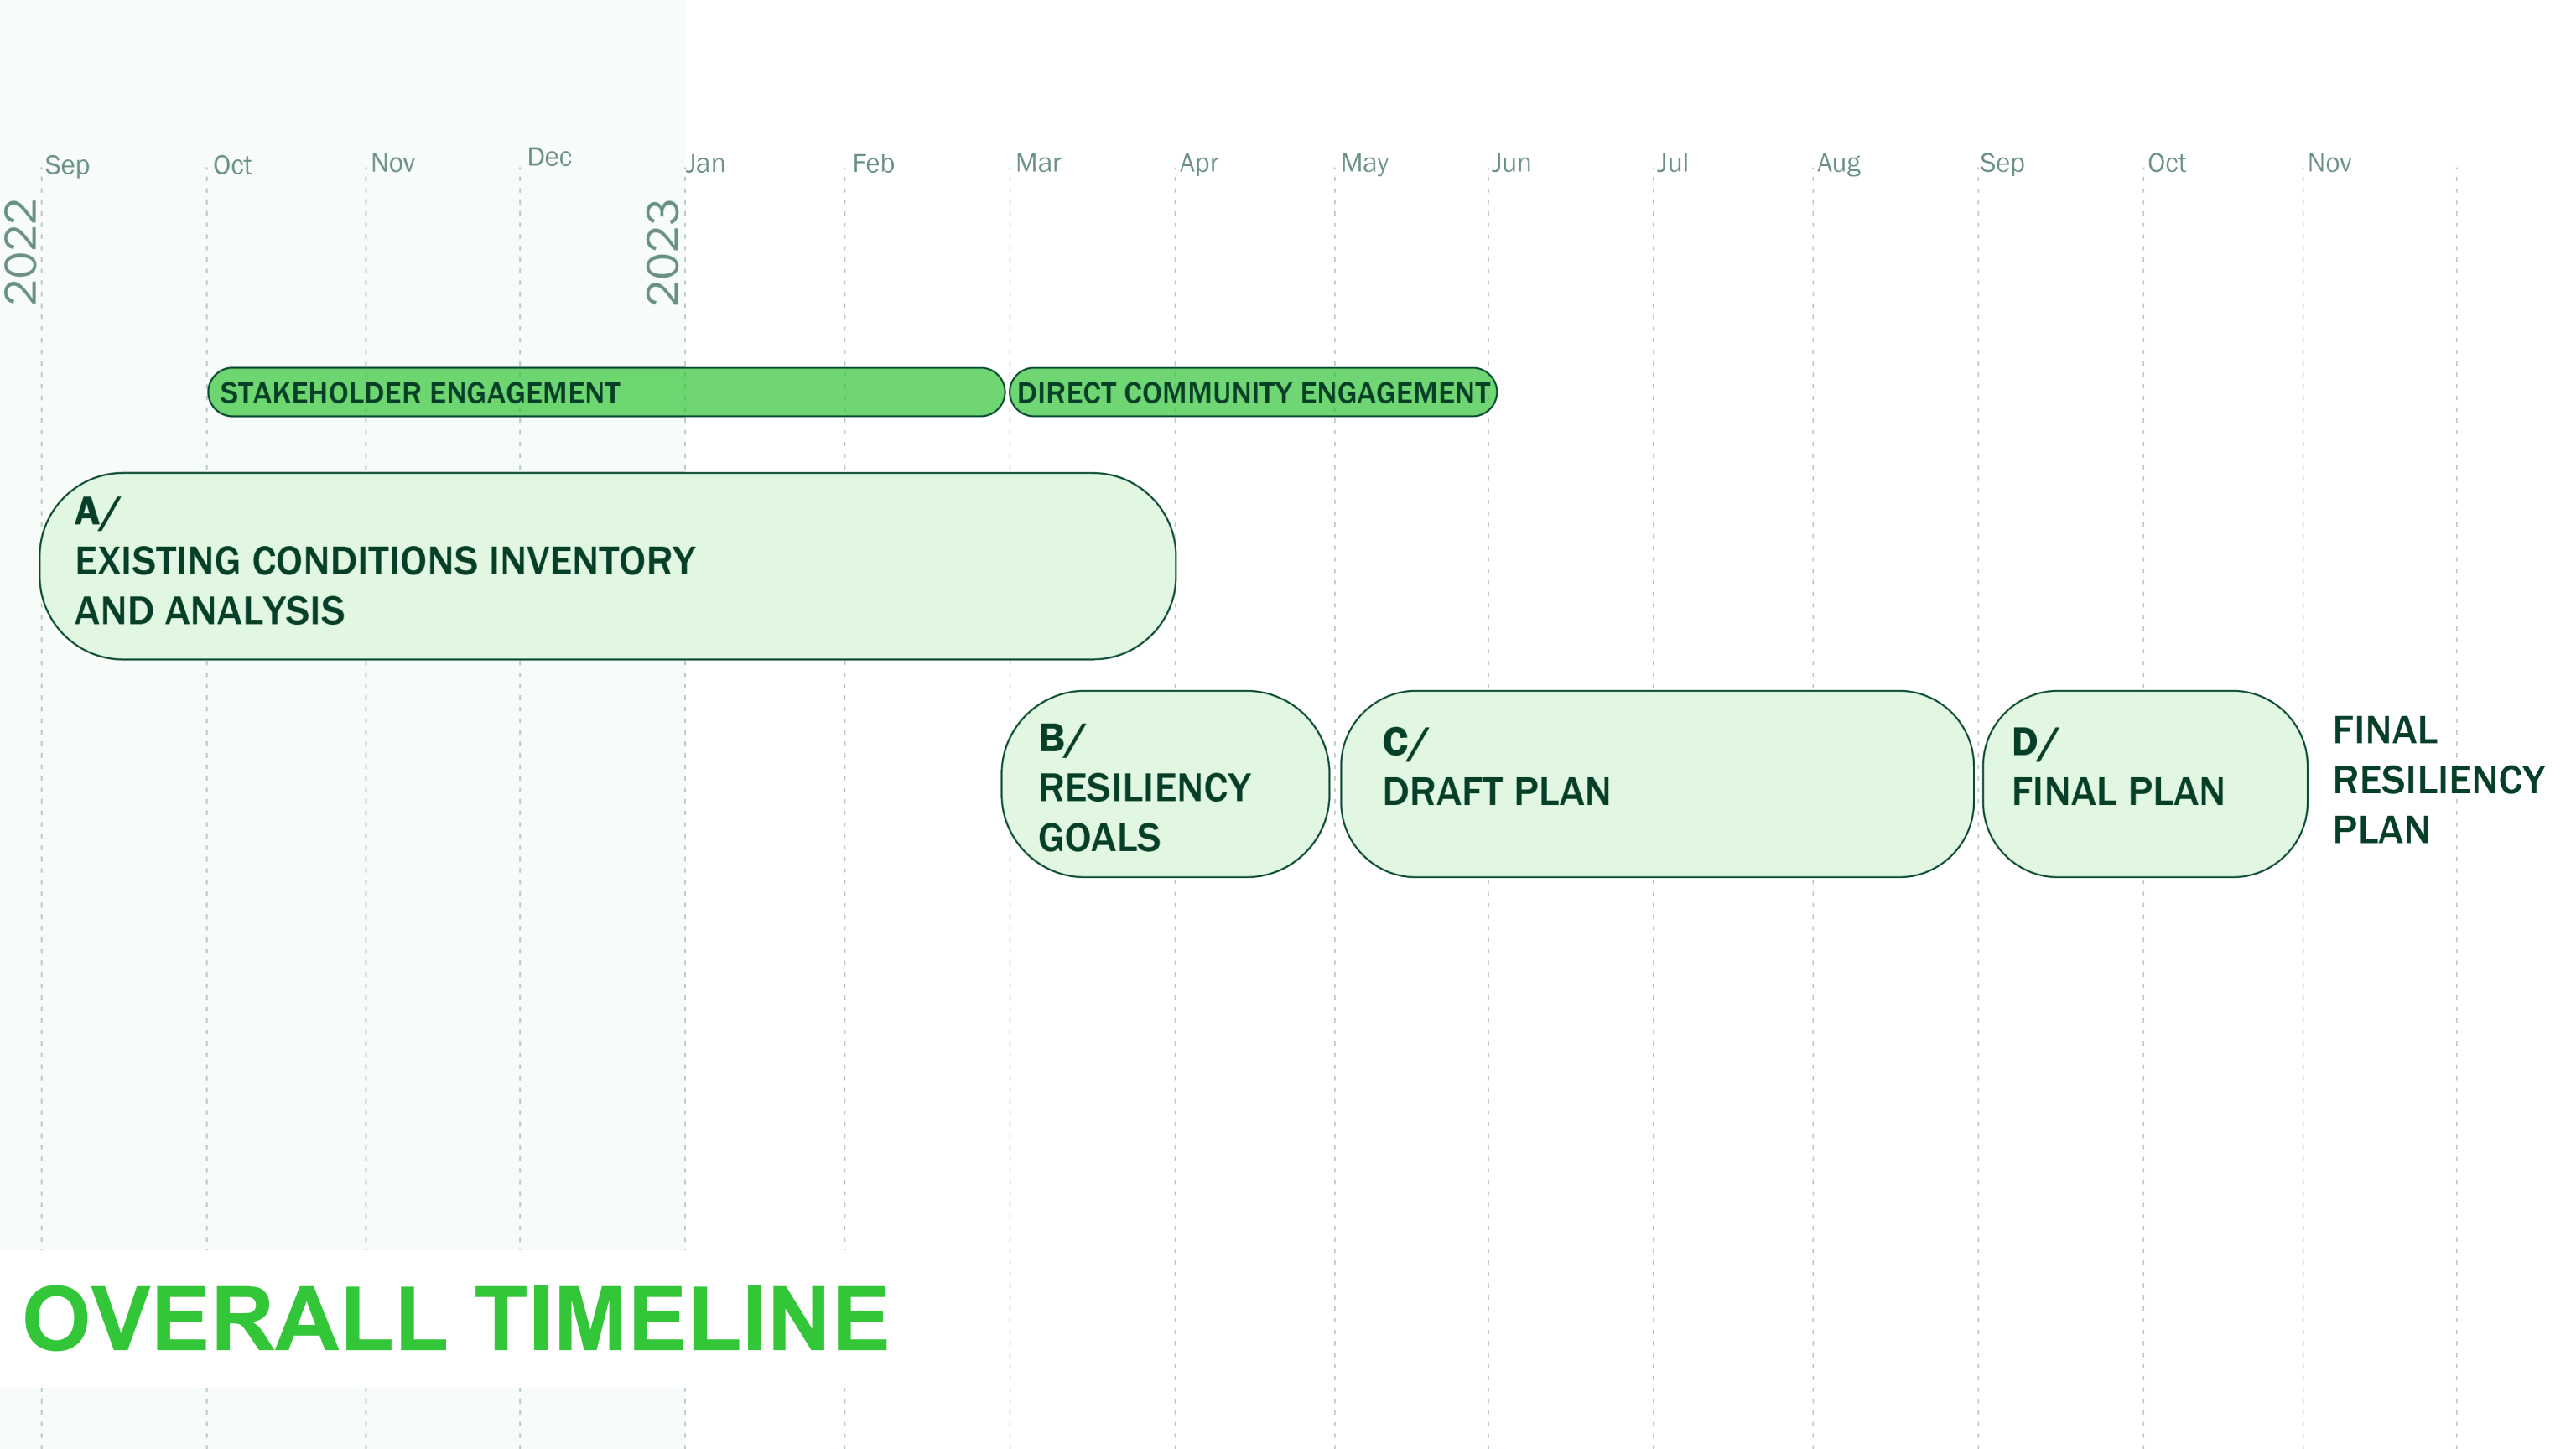 Sep Oct Nov Dec Jan Feb Mar Apr May Jun Jul Aug Sep Oct Nov
2022
2023
STAKEHOLDER ENGAGEMENT
DIRECT COMMUNITY ENGAGEMENT
A/
EXISTING CONDITIONS INVENTORY
AND ANALYSIS
B/
RESILIENCY
GOALS
C/
DRAFT PLAN
D/
FINAL PLAN
FINAL
RESILIENCY
PLAN
OVERALL TIMELINE